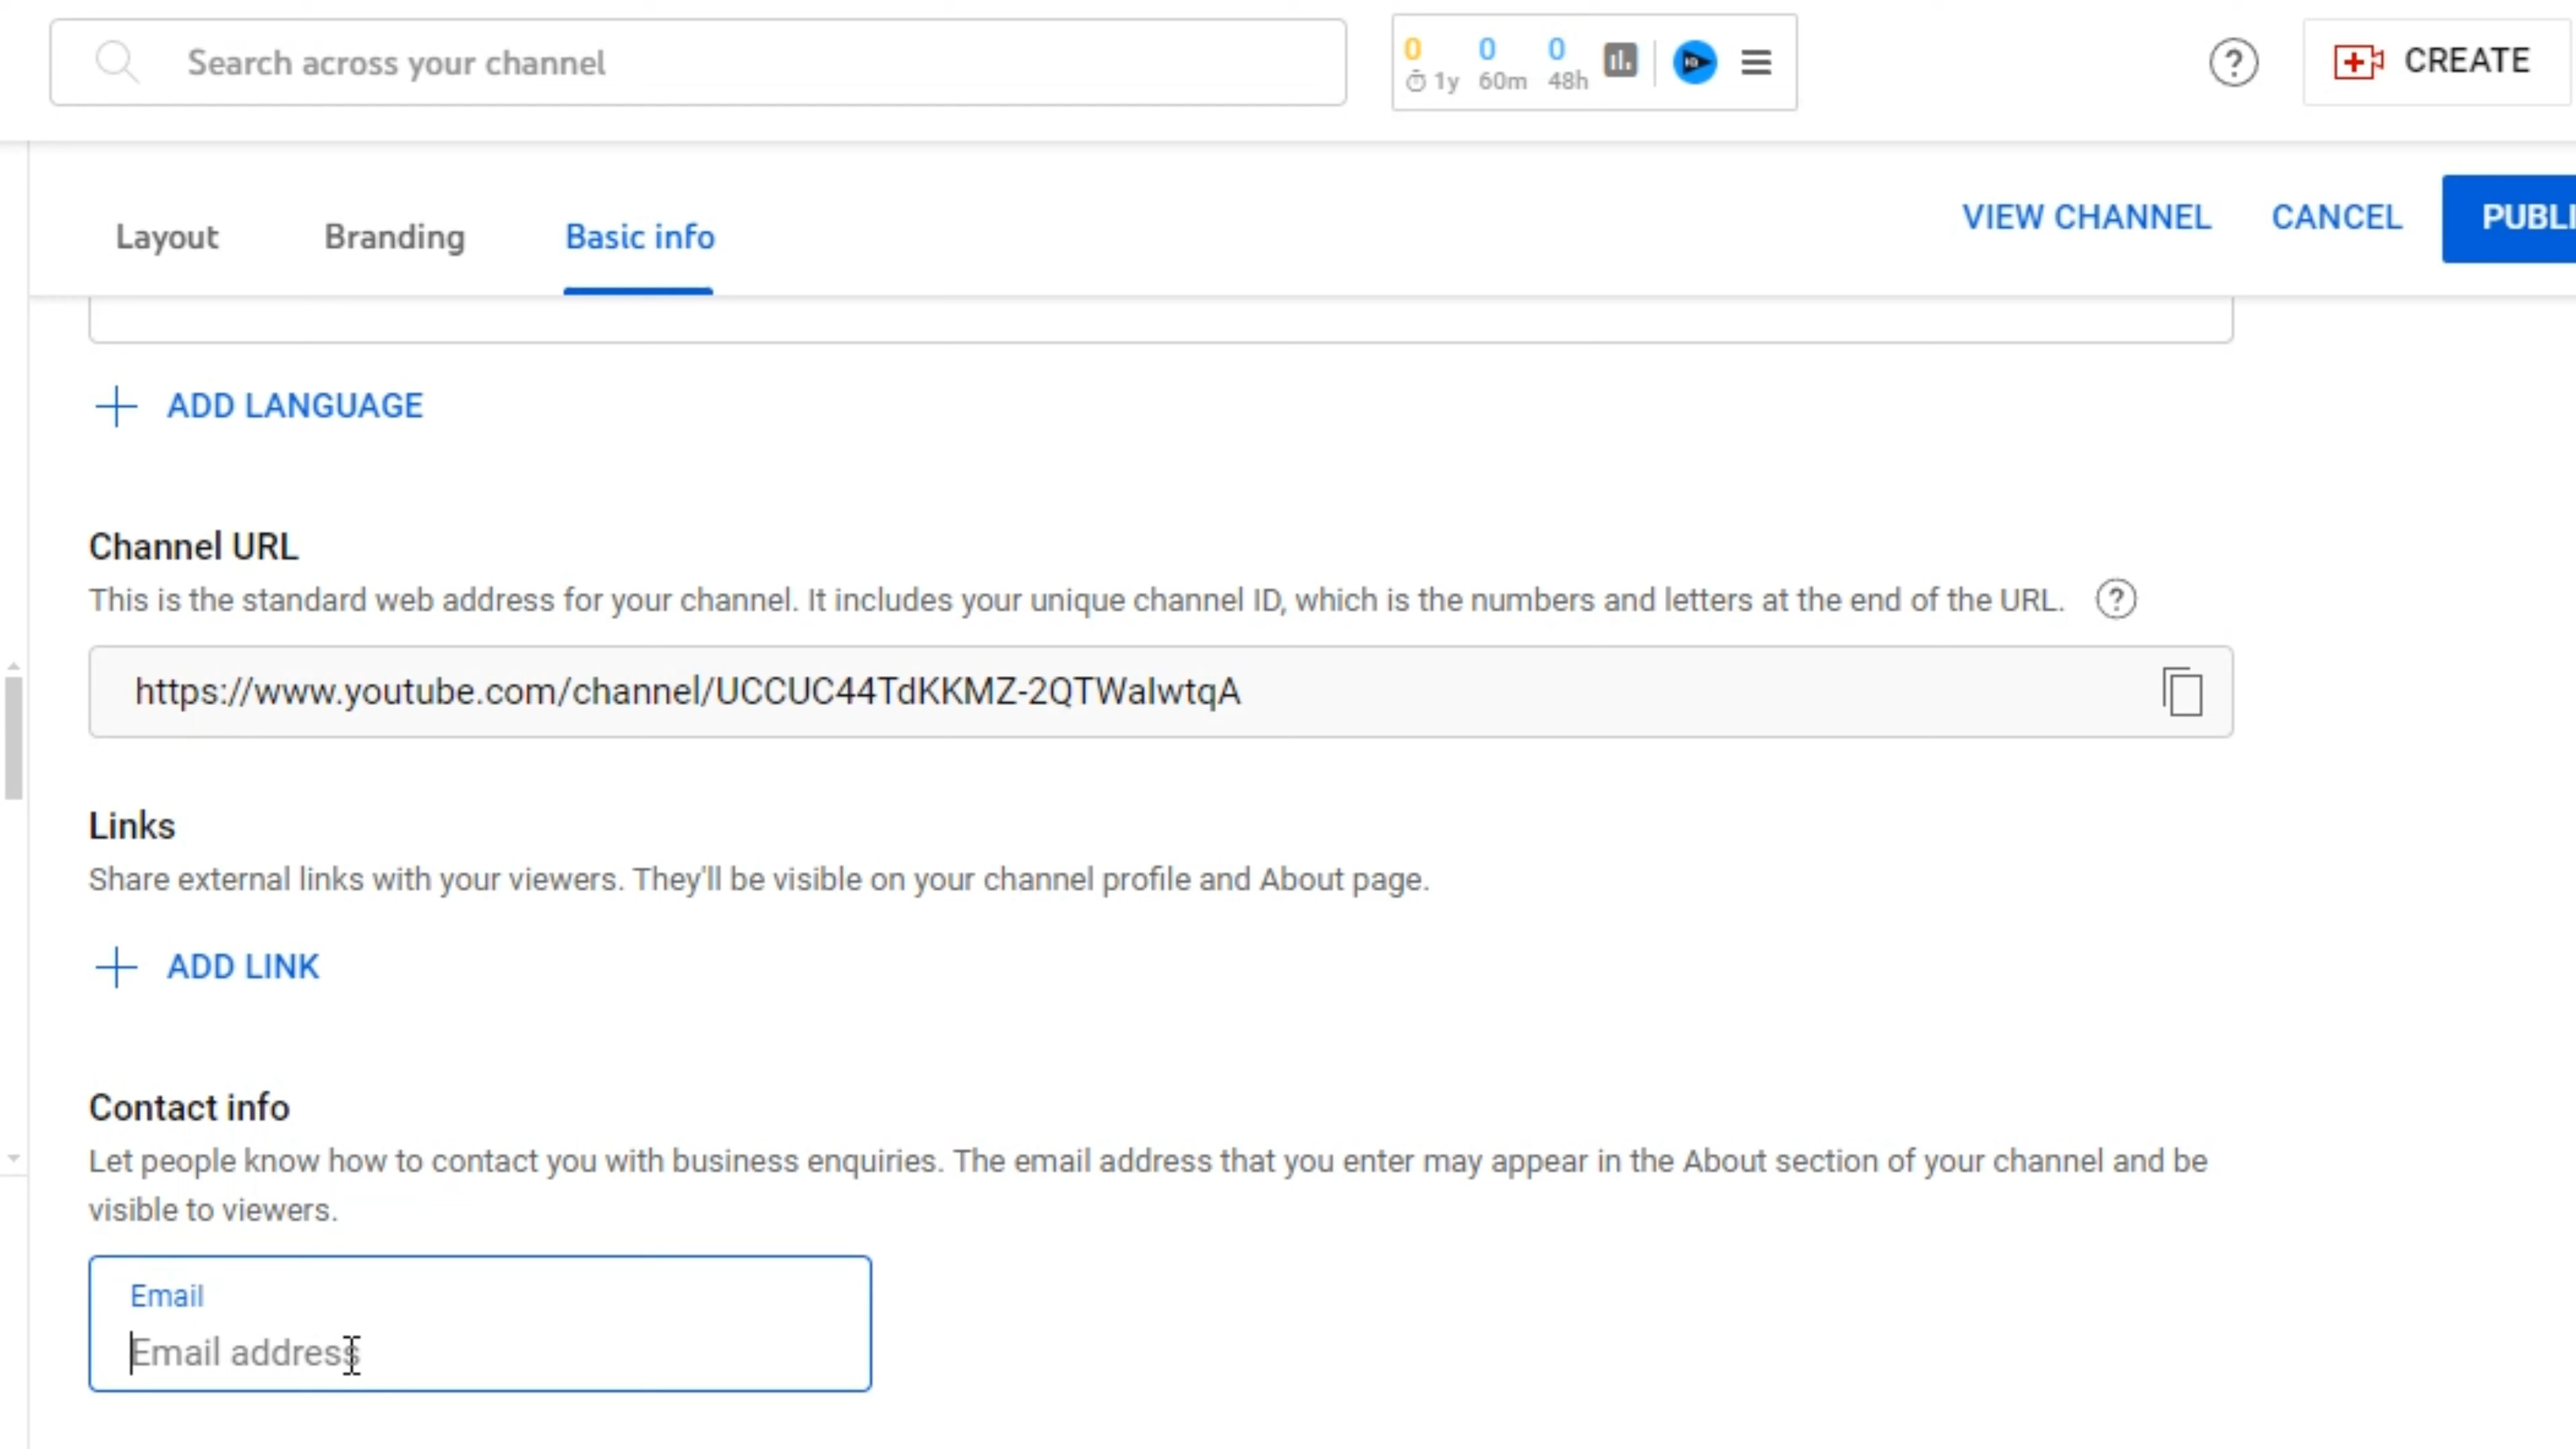 Search across your channel
0 0 0
1y 60m 48h
CREATE
Layout Branding Basic info
VIEW CHANNEL CANCEL PUBLI
ADD LANGUAGE
Channel URL
This is the standard web address for your channel. It includes your unique channel ID, which is the numbers and letters at the end of the URL.
https://www.youtube.com/channel/UCCUC44TdKKMZ-2QTWalwtqA
Links
Share external links with your viewers. They'll be visible on your channel profile and About page.
ADD LINK
Contact info
Let people know how to contact you with business enquiries. The email address that you enter may appear in the About section of your channel and be
visible to viewers.
Email
Email address